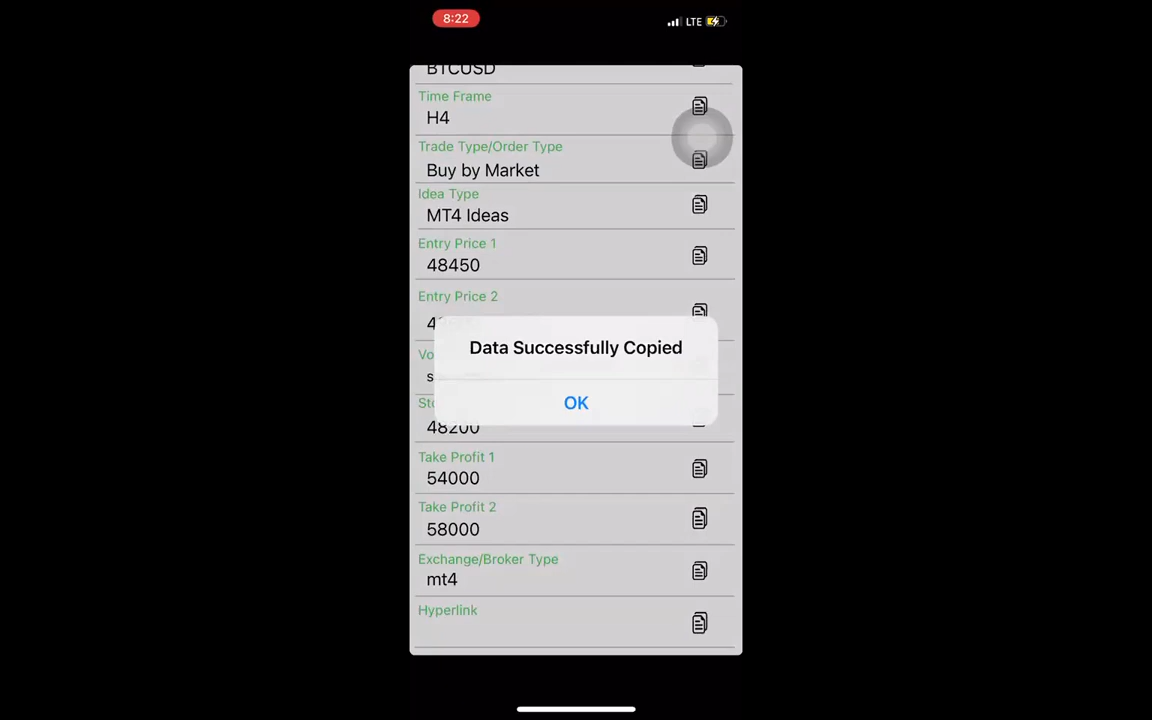 8:22
LTE
BTCUSD
Time Frame
H4
Trade Type/Order Type
Buy by Market
Idea Type
MT4 Ideas
Entry Price 1
48450
Entry Price 2
Data Successfully Copied
OK
48200
Take Profit 1
54000
Take Profit 2
58000
Exchange/Broker Type
mt4
Hyperlink